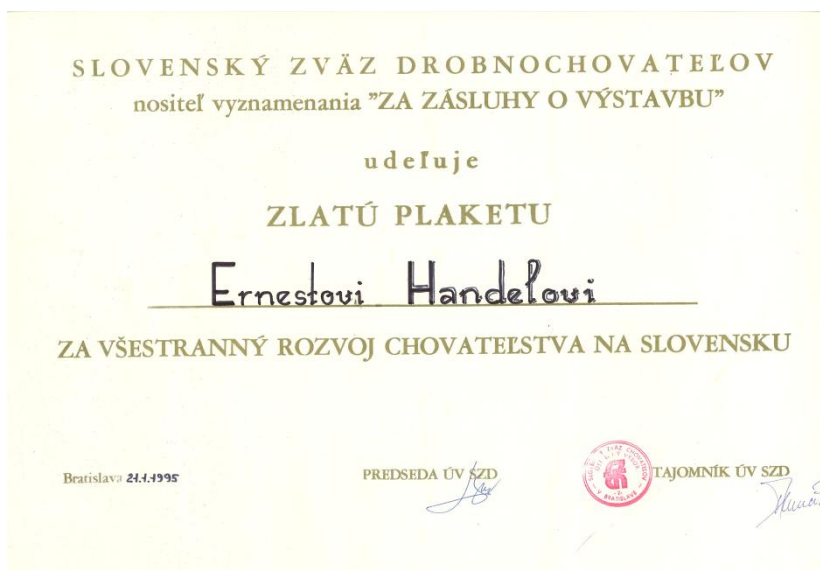 SLOVENSKÝ ZVÄZ DROBNOCHOVATEĽOV
nositeľ vyznamenania "ZA ZÁSLUHY O VÝSTAVBU"
udeľuje
ZLATÚ PLAKETU
Ernestovi Handeľovi
ZA VŠESTRANNÝ ROZVOJ CHOVATEĽSTVA NA SLOVENSKU
Bratislava 21.1.1995
PREDSEDA ÚV SZD
TAJOMNÍK ÚV SZD